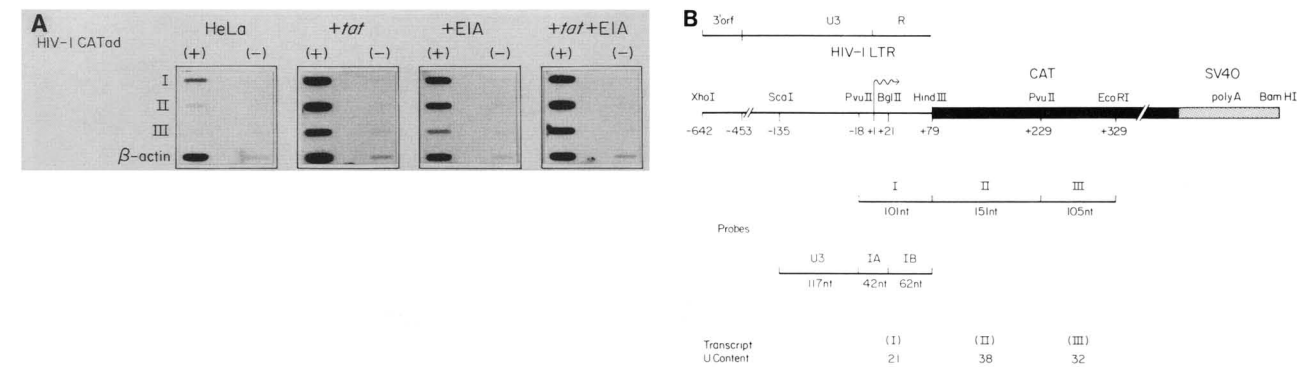 A
HIV-I CATad
HeLa
+tat
+EIA
+tat+EIA
(+) (-) (+) (-) (+) (-) (+) (-)
I
II
III
β-actin
B
3'orf U3 R
HIV-I LTR
CAT SV40
XhoI ScaI PvuII BglII HindIII PvuII EcoRI polyA BamHI
-642 -453 -135 -18 +1 +21 +79 +229 +329
I II III
101nt 151nt 105nt
Probes
U3 IA IB
117nt 42nt 62nt
Transcript (I) (II) (III)
U Content 21 38 32